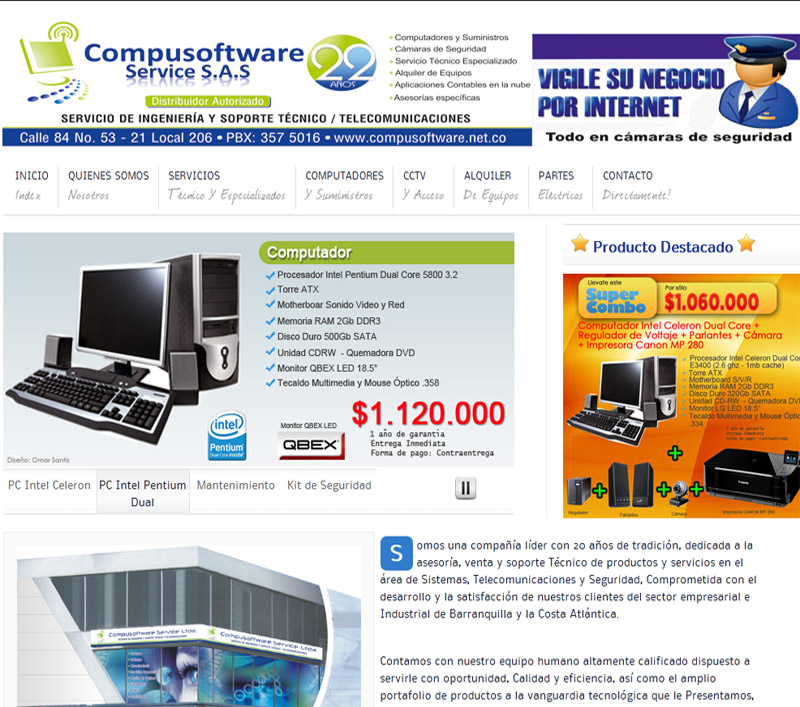 Compusoftware
Service S.A.S
22
AÑOS
Distribuidor Autorizado
Computadores y Suministros
Cámaras de Seguridad
Servicio Técnico Especializado
Alquiler de Equipos
Aplicaciones Contables en la nube
Asesorías específicas
SERVICIO DE INGENIERÍA Y SOPORTE TÉCNICO / TELECOMUNICACIONES
Calle 84 No. 53 - 21 Local 206 • PBX: 357 5016 • www.compusoftware.net.co
VIGILE SU NEGOCIO
POR INTERNET
Todo en cámaras de seguridad
INICIO
Index
QUIENES SOMOS
Nosotros
SERVICIOS
Técnico Y Especializados
COMPUTADORES
Y Suministros
CCTV
Y Acceso
ALQUILER
De Equipos
PARTES
Eléctricas
CONTACTO
Directamente!
Computador
Procesador Intel Pentium Dual Core 5800 3.2
Torre ATX
Motherboar Sonido Video y Red
Memoria RAM 2Gb DDR3
Disco Duro 500Gb SATA
Unidad CDRW - Quemadora DVD
Monitor QBEX LED 18.5"
Tecaldo Multimedia y Mouse Óptico .358
intel
Pentium
Dual-Core inside
Monitor QBEX LED
QBEX
$1.120.000
1 año de garantía
Entrega Inmediata
Forma de pago: Contraentrega
Diseño: Omar Santis
PC Intel Celeron
PC Intel Pentium
Dual
Mantenimiento
Kit de Seguridad
Producto Destacado
Llevate este
Super
Combo
Por sólo
$1.060.000
Computador Intel Celeron Dual Core +
Regulador de Voltaje + Parlantes + Cámara
+ Impresora Canon MP 280
Procesador Intel Celeron Dual Co
E3400 (2.6 ghz - 1mb cache)
Torre ATX
Motherboard S/V/R
Memoria RAM 2Gb DDR3
Disco Duro 320Gb SATA
Unidad CD-RW - Quemadora DVD
Monitor LG LED 18.5"
Tecaldo Multimedia y Mouse Óptico
.334
1 año de garantía
Entrega Inmediata
Forma de pago: Contraentrega
Regulador
Parlantes
Cámara
Impresora CANON MP 280
Compusoftware Service Ltda.
Compusoftware Service Ltda.
Somos una compañía líder con 20 años de tradición, dedicada a la
asesoría, venta y soporte Técnico de productos y servicios en el
área de Sistemas, Telecomunicaciones y Seguridad, Comprometida con el
desarrollo y la satisfacción de nuestros clientes del sector empresarial e
Industrial de Barranquilla y la Costa Atlántica.
Contamos con nuestro equipo humano altamente calificado dispuesto a
servirle con oportunidad, Calidad y eficiencia, así como el amplio
portafolio de productos a la vanguardia tecnológica que le Presentamos,